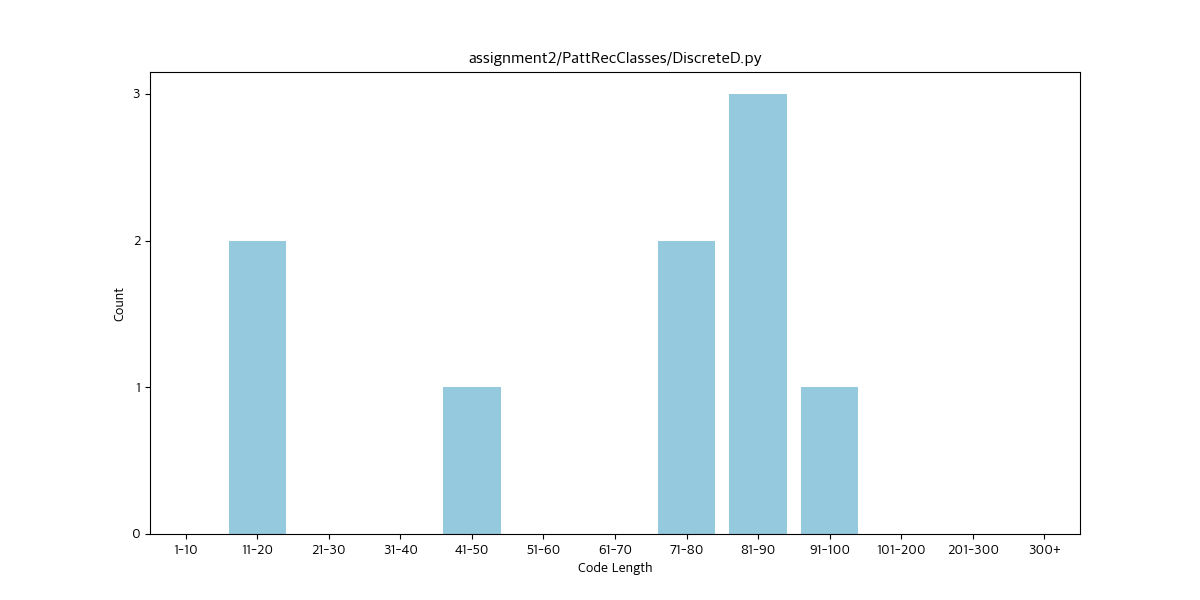 assignment2/PattRecClasses/DiscreteD.py
3
2
1
0
Count
1-10 11-20 21-30 31-40 41-50 51-60 61-70 71-80 81-90 91-100 101-200 201-300 300+
Code Length